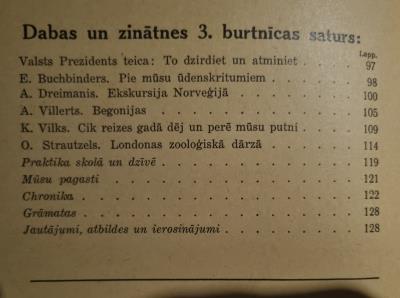 Dabas un zinātnes 3. burtnīcas saturs:
Lapp.
Valsts Prezidents teica: To dzirdiet un atminiet . . . . 97
E. Buchbinders. Pie mūsu ūdenskritumiem . . . . . 98
A. Dreimanis. Ekskursija Norveģijā . . . . . . . . 100
A. Villerts. Begonijas . . . . . . . . . . . . 105
K. Vilks. Cik reizes gadā dēj un perē mūsu putni . . . . 109
O. Strautzels. Londonas zooloģiskā dārzā . . . . . . 114
Praktika skolā un dzīvē . . . . . . . . . . . 119
Mūsu pagasti . . . . . . . . . . . . . . 121
Chronika . . . . . . . . . . . . . . . 122
Grāmatas . . . . . . . . . . . . . . . 128
Jautājumi, atbildes un ierosinājumi . . . . . . . . 128